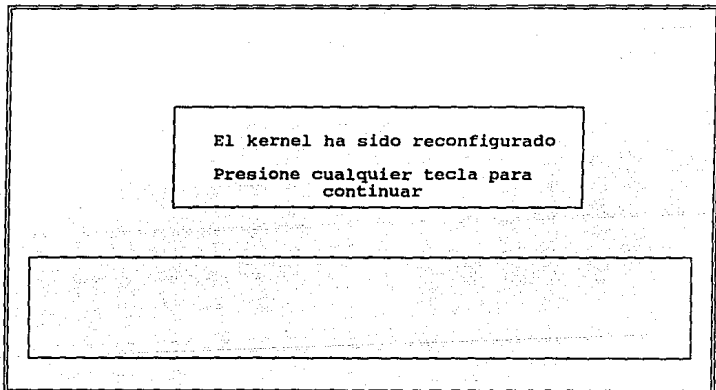 El kernel ha sido reconfigurado
Presione cualquier tecla para
continuar